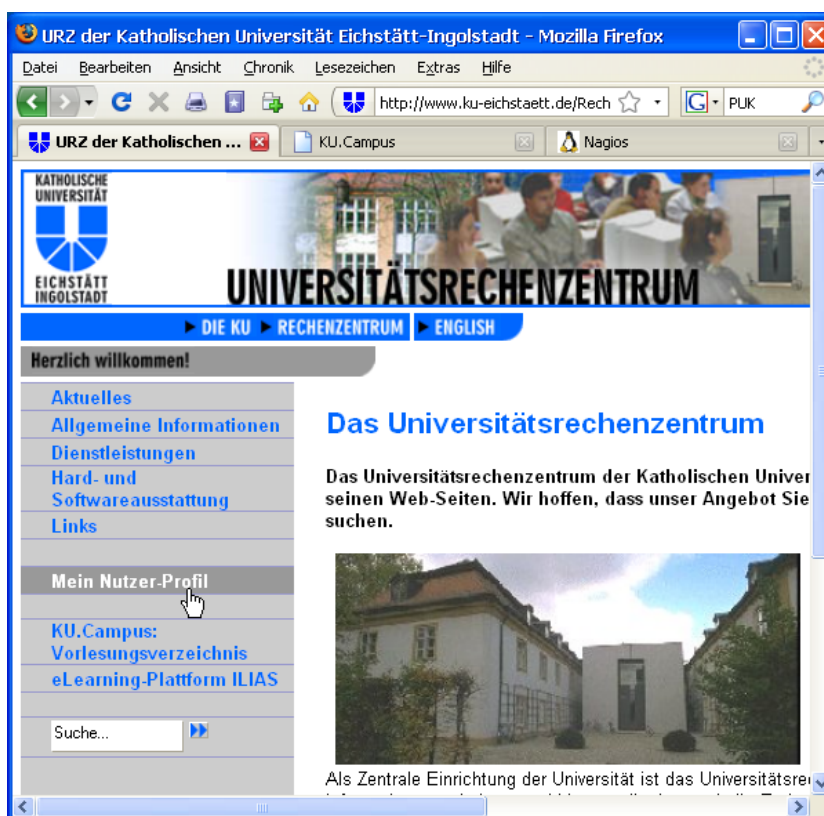 URZ der Katholischen Universität Eichstätt-Ingolstadt - Mozilla Firefox
Datei Bearbeiten Ansicht Chronik Lesezeichen Extras Hilfe
http://www.ku-eichstaett.de/Rech G PUK
URZ der Katholischen ... KU.Campus Nagios
KATHOLISCHE
UNIVERSITÄT
EICHSTÄTT
INGOLSTADT
UNIVERSITÄTSRECHENZENTRUM
DIE KU RECHENZENTRUM ENGLISH
Herzlich willkommen!
Aktuelles
Allgemeine Informationen
Dienstleistungen
Hard- und
Softwareausstattung
Links
Mein Nutzer-Profil
KU.Campus:
Vorlesungsverzeichnis
eLearning-Plattform ILIAS
Suche...
Das Universitätsrechenzentrum
Das Universitätsrechenzentrum der Katholischen Univer
seinen Web-Seiten. Wir hoffen, dass unser Angebot Sie
suchen.
Als Zentrale Einrichtung der Universität ist das Universitätsre